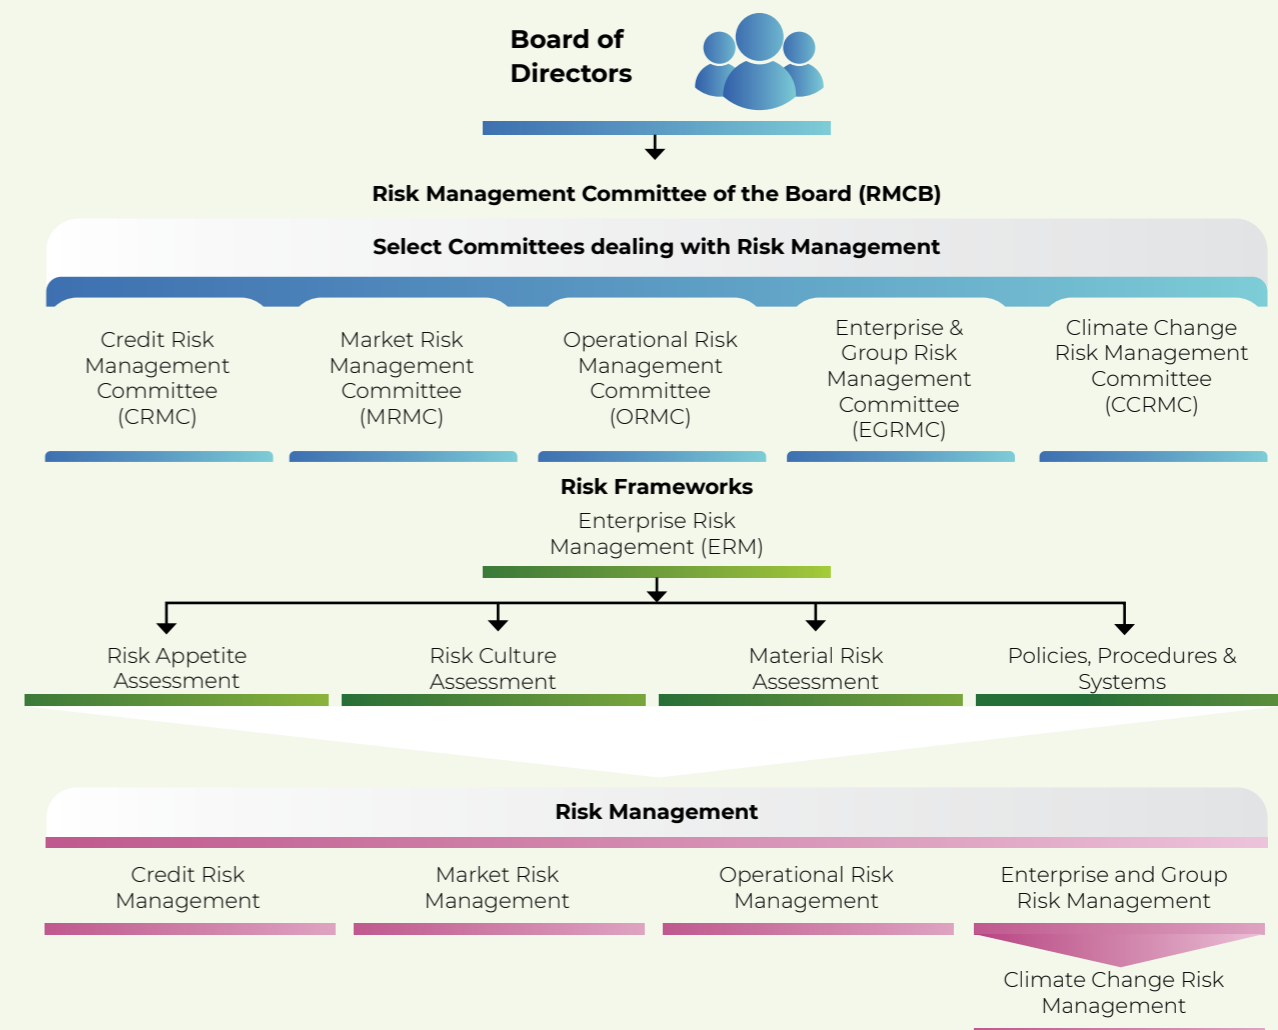 Board of
Directors
Risk Management Committee of the Board (RMCB)
Select Committees dealing with Risk Management
Credit Risk
Management
Committee
(CRMC)
Market Risk
Management
Committee
(MRMC)
Operational Risk
Management
Committee
(ORMC)
Enterprise &
Group Risk
Management
Committee
(EGRMC)
Climate Change
Risk Management
Committee
(CCRMC)
Risk Frameworks
Enterprise Risk
Management (ERM)
Risk Appetite
Assessment
Risk Culture
Assessment
Material Risk
Assessment
Policies, Procedures &
Systems
Risk Management
Credit Risk
Management
Market Risk
Management
Operational Risk
Management
Enterprise and Group
Risk Management
Climate Change Risk
Management